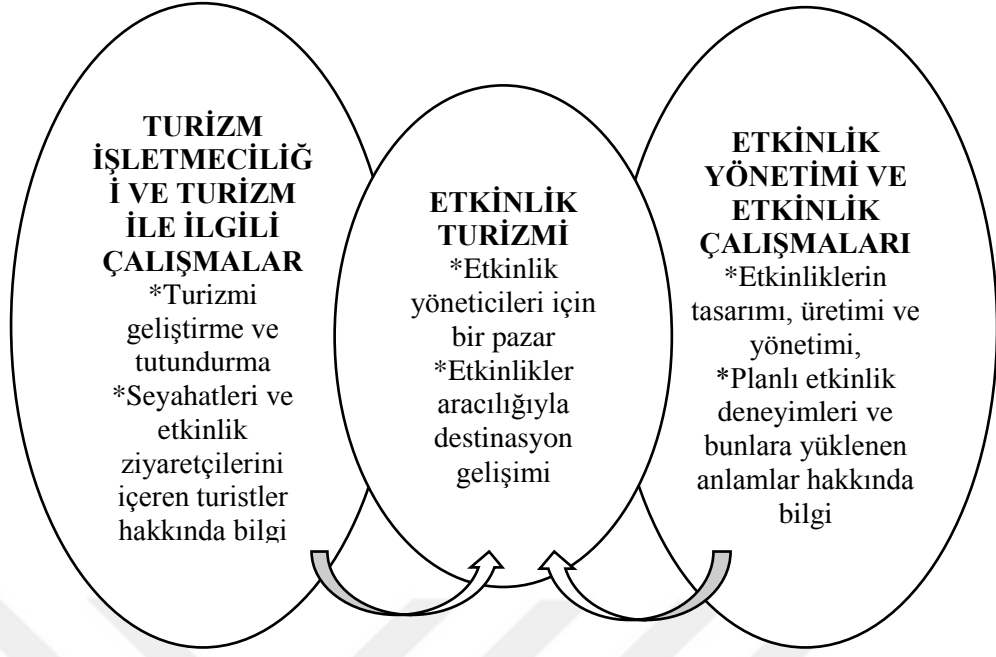 TURİZM
İŞLETMECİLİĞ
İ VE TURİZM
İLE İLGİLİ
ÇALIŞMALAR
*Turizmi
geliştirme ve
tutundurma
*Seyahatleri ve
etkinlik
ziyaretçilerini
içeren turistler
hakkında bilgi
ETKİNLİK
TURİZMİ
*Etkinlik
yöneticileri için
bir pazar
*Etkinlikler
aracılığıyla
destinasyon
gelişimi
ETKİNLİK
YÖNETİMİ VE
ETKİNLİK
ÇALIŞMALARI
*Etkinliklerin
tasarımı, üretimi ve
yönetimi,
*Planlı etkinlik
deneyimleri ve
bunlara yüklenen
anlamlar hakkında
bilgi